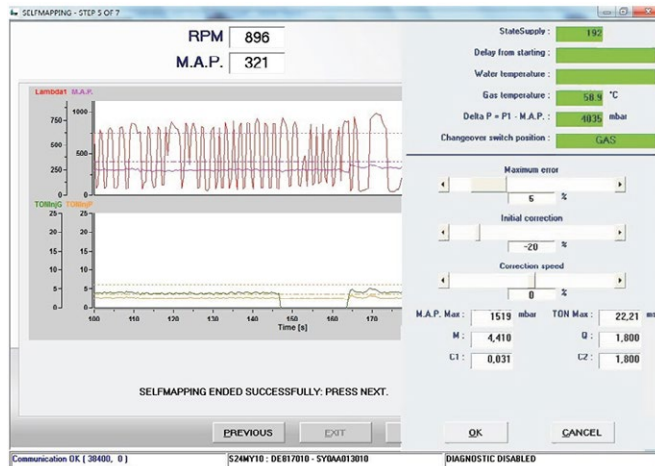 SELFMAPPING - STEP 5 OF 7
RPM 896
M.A.P. 321
Lambda1 M.A.P.
750
500
250
0
1000
500
0
TONInjG TONInjP
25 25
20 20
15 15
10 10
5 5
0 0
100 110 120 130 140 150 160 170
Time [s]
SELFMAPPING ENDED SUCCESSFULLY: PRESS NEXT.
PREVIOUS EXIT
StateSupply : 192
Delay from starting :
Water temperature :
Gas temperature : 58.9 °C
Delta P = P1 - M.A.P. : 4035 mbar
Changeover switch position : GAS
Maximum error
5 %
Initial correction
-20 %
Correction speed
0 %
M.A.P. Max : 1519 mbar TON Max : 22,21 ms
M : 4,410 Q : 1,800
C1 : 0,031 C2 : 1,800
OK CANCEL
Communication OK ( 38400, 0 ) S24MY10 : DE817010 - SY0AA013010 DIAGNOSTIC DISABLED